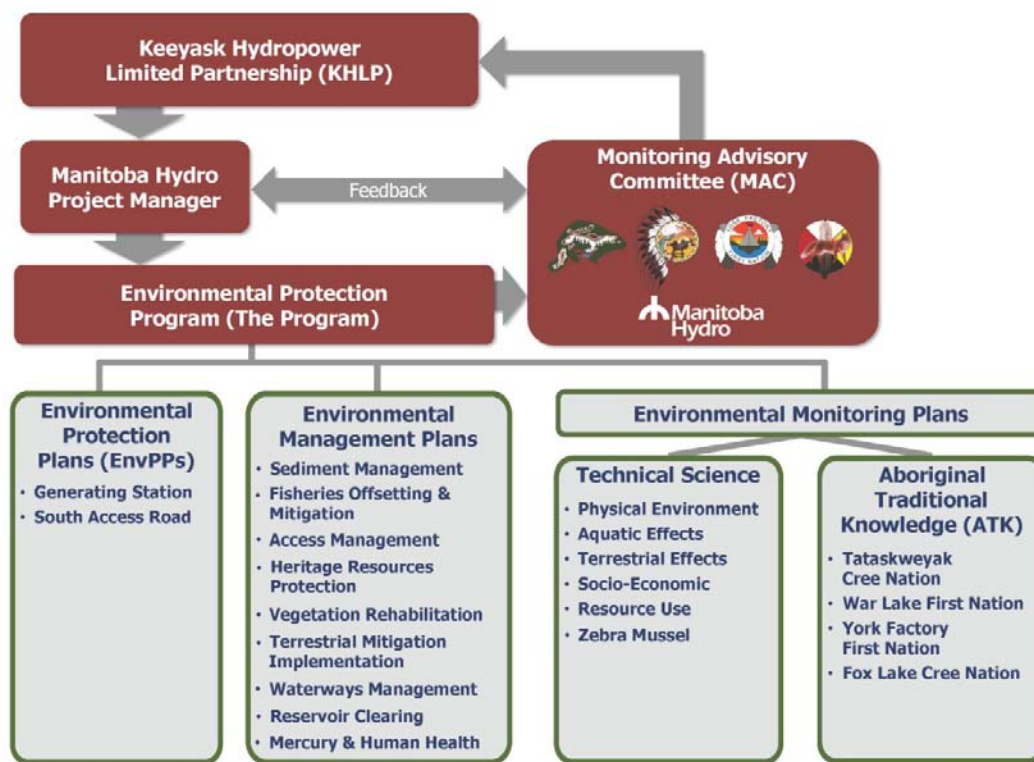 Keeyask Hydropower
Limited Partnership (KHLP)
Manitoba Hydro
Project Manager
Feedback
Monitoring Advisory
Committee (MAC)
Manitoba
Hydro
Environmental Protection
Program (The Program)
Environmental
Protection
Plans (EnvPPs)
• Generating Station
• South Access Road
Environmental
Management Plans
• Sediment Management
• Fisheries Offsetting &
Mitigation
• Access Management
• Heritage Resources
Protection
• Vegetation Rehabilitation
• Terrestrial Mitigation
Implementation
• Waterways Management
• Reservoir Clearing
• Mercury & Human Health
Environmental Monitoring Plans
Technical Science
• Physical Environment
• Aquatic Effects
• Terrestrial Effects
• Socio-Economic
• Resource Use
• Zebra Mussel
Aboriginal
Traditional
Knowledge (ATK)
• Tataskweyak
Cree Nation
• War Lake First Nation
• York Factory
First Nation
• Fox Lake Cree Nation